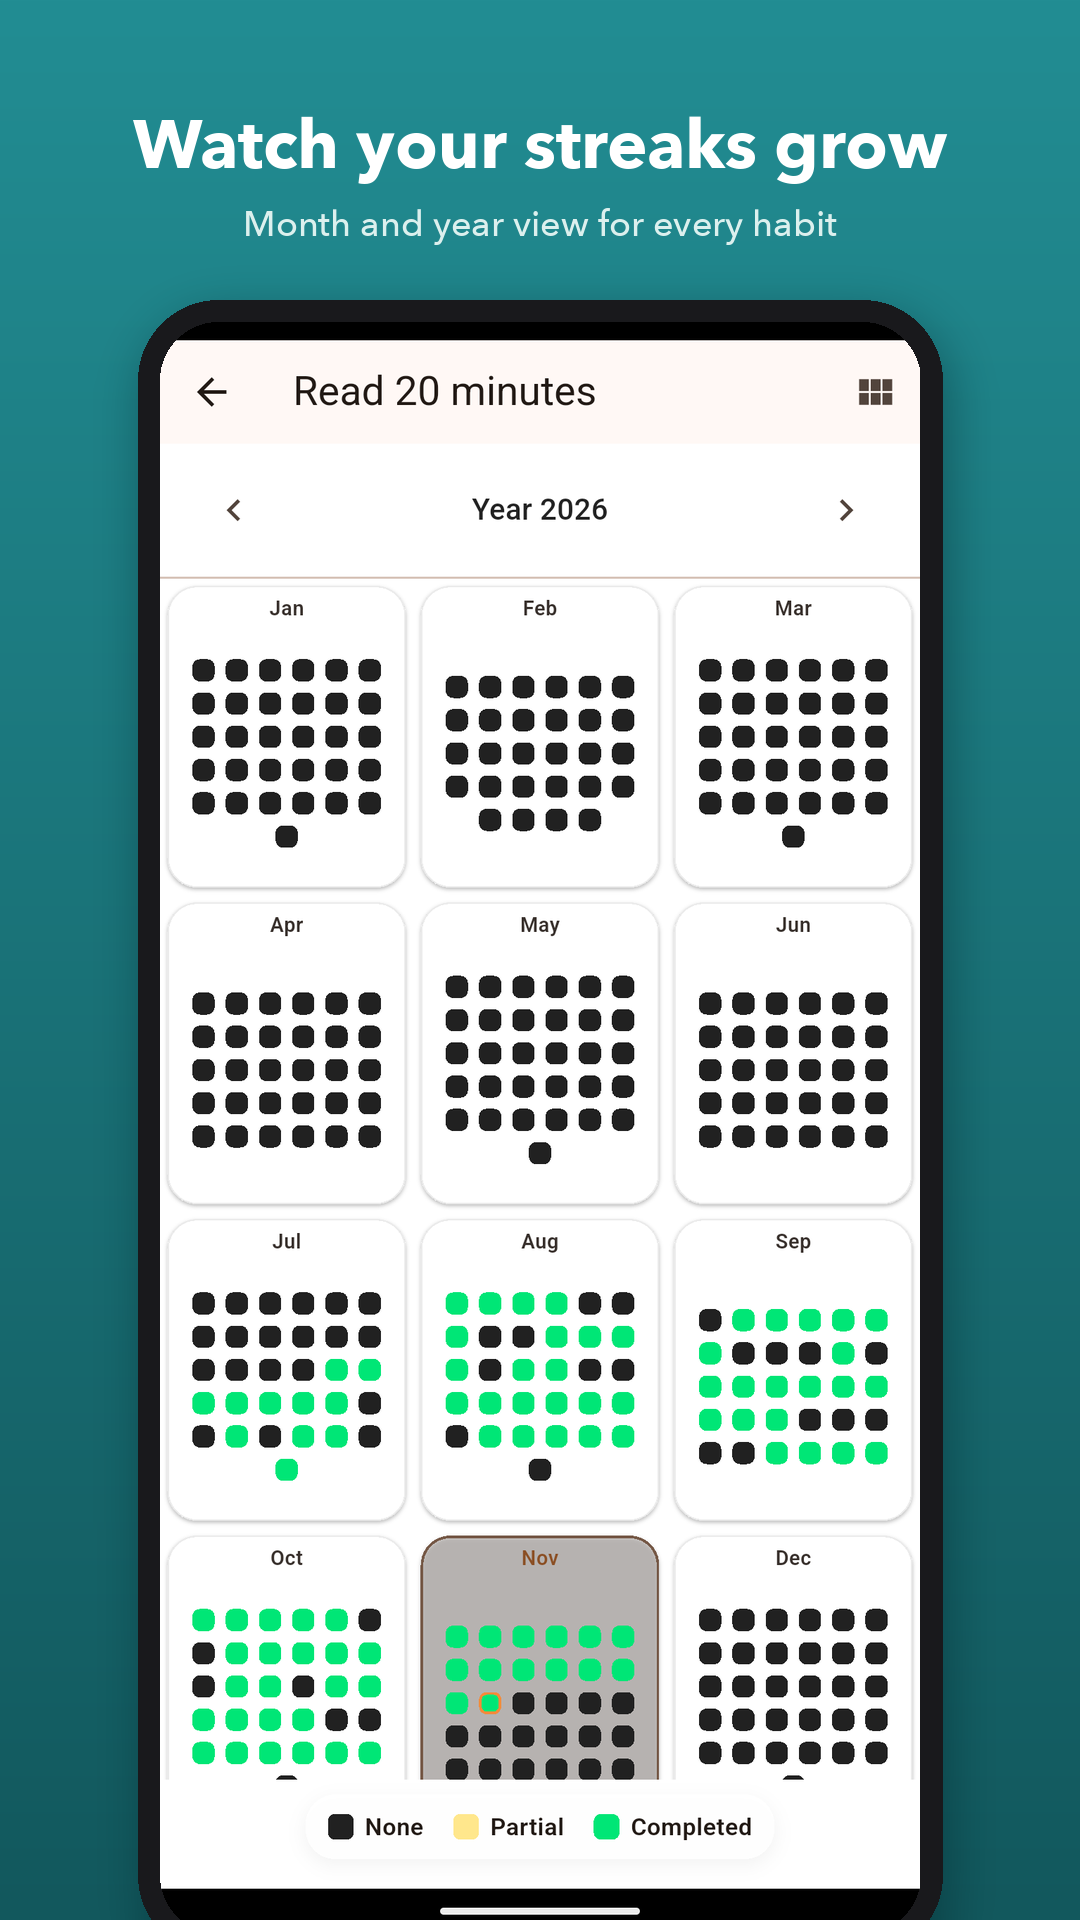 Watch your streaks grow
Month and year view for every habit
Read 20 minutes
Year 2026
Jan Feb Mar
Apr May Jun
Jul Aug Sep
Oct Nov Dec
None Partial Completed